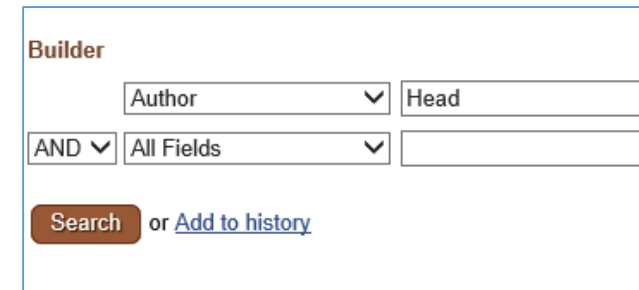 Builder
Author Head
AND All Fields
Search or Add to history